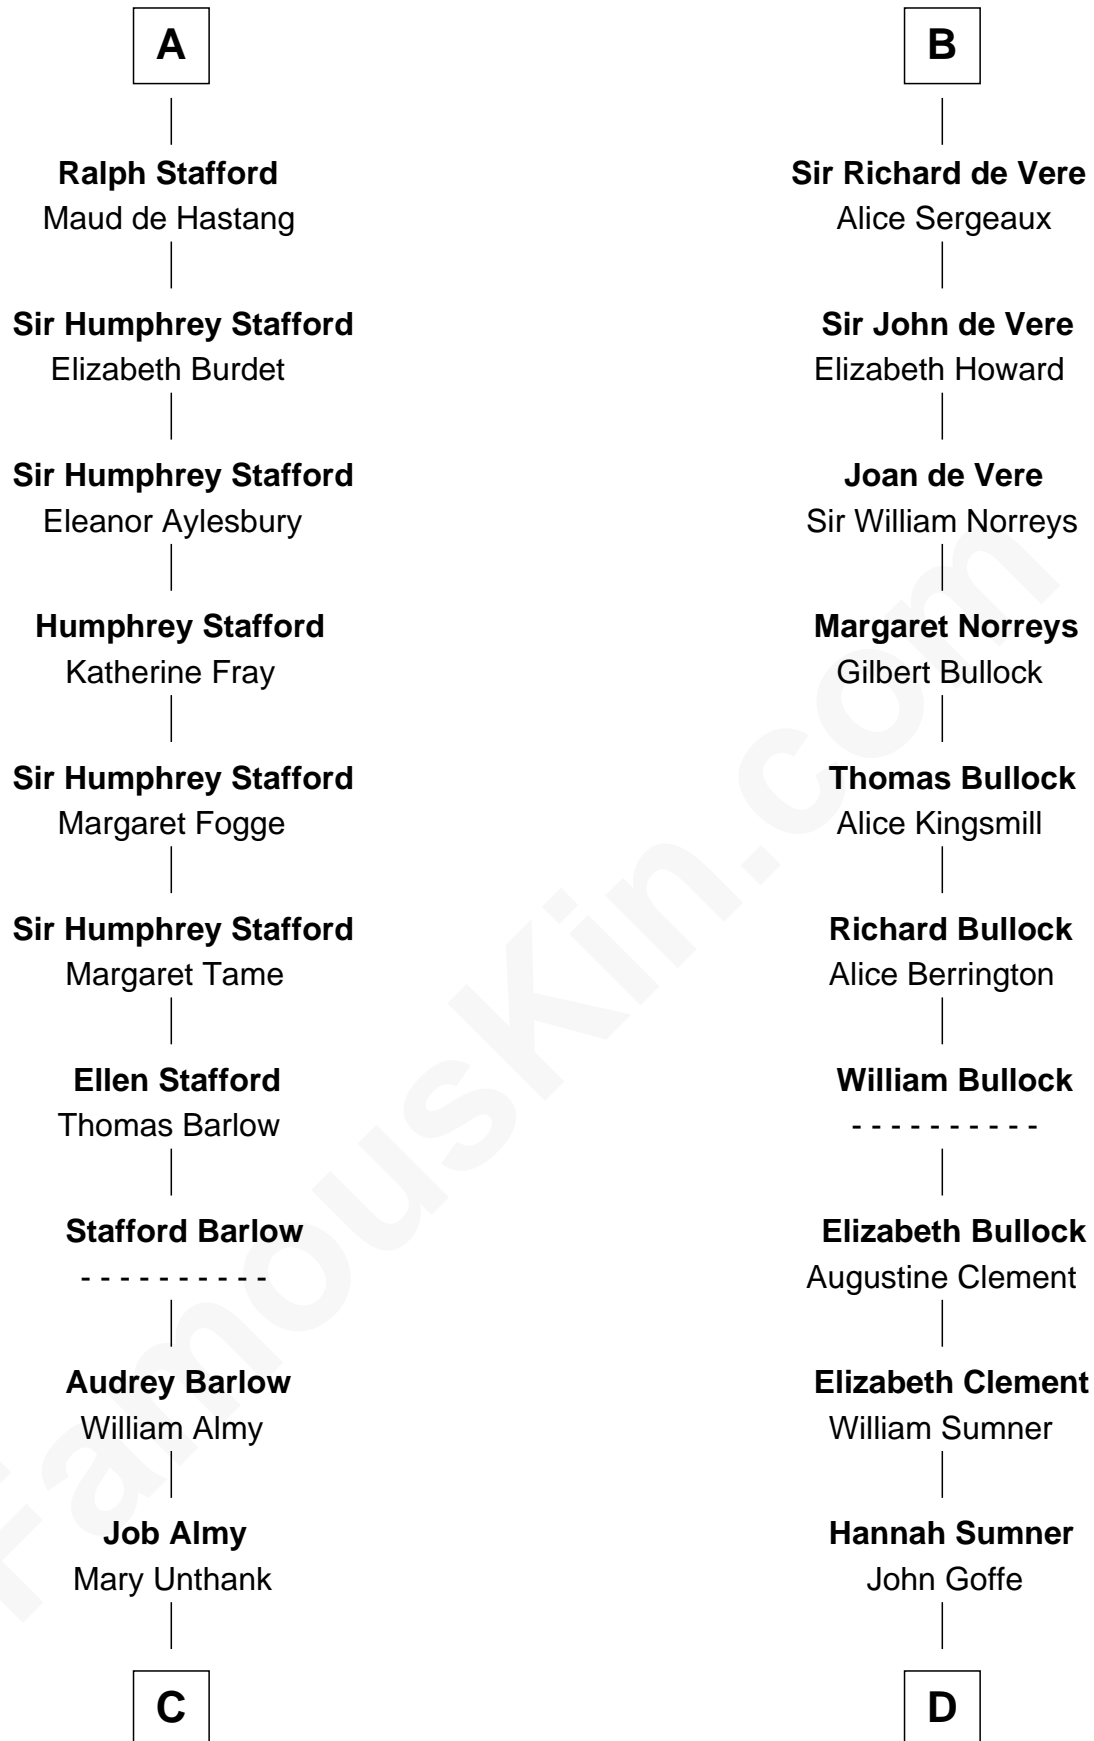 A
Ralph Stafford
Maud de Hastang
Sir Humphrey Stafford
Elizabeth Burdet
Sir Humphrey Stafford
Eleanor Aylesbury
Humphrey Stafford
Katherine Fray
Sir Humphrey Stafford
Margaret Fogge
Sir Humphrey Stafford
Margaret Tame
Ellen Stafford
Thomas Barlow
Stafford Barlow
- - - - - - - - - -
Audrey Barlow
William Almy
Job Almy
Mary Unthank
C
B
Sir Richard de Vere
Alice Sergeaux
Sir John de Vere
Elizabeth Howard
Joan de Vere
Sir William Norreys
Margaret Norreys
Gilbert Bullock
Thomas Bullock
Alice Kingsmill
Richard Bullock
Alice Berrington
William Bullock
- - - - - - - - - -
Elizabeth Bullock
Augustine Clement
Elizabeth Clement
William Sumner
Hannah Sumner
John Goffe
D
FamousKin.com